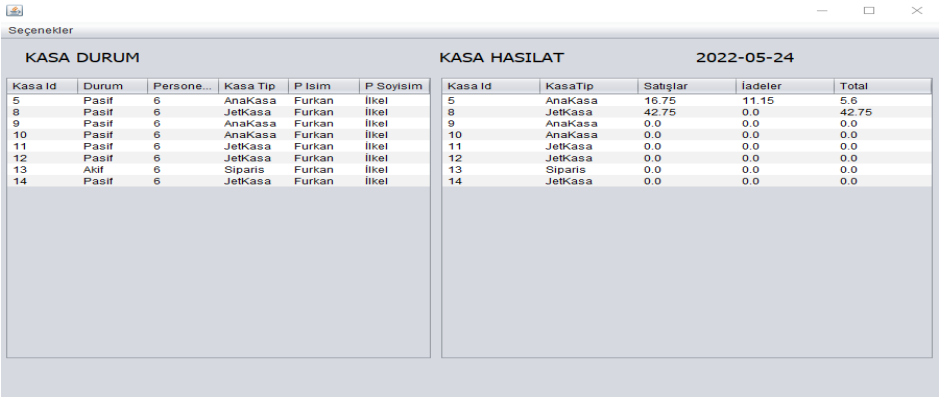 Seçenekler
KASA DURUM
Kasa Id Durum Persone... Kasa Tip P Isim P Soyisim
5 Pasif 6 AnaKasa Furkan İlkel
8 Pasif 6 JetKasa Furkan İlkel
9 Pasif 6 AnaKasa Furkan İlkel
10 Pasif 6 AnaKasa Furkan İlkel
11 Pasif 6 JetKasa Furkan İlkel
12 Pasif 6 JetKasa Furkan İlkel
13 Akif 6 Siparis Furkan İlkel
14 Pasif 6 JetKasa Furkan İlkel
KASA HASILAT 2022-05-24
Kasa Id KasaTip Satışlar İadeler Total
5 AnaKasa 16.75 11.15 5.6
8 JetKasa 42.75 0.0 42.75
9 AnaKasa 0.0 0.0 0.0
10 AnaKasa 0.0 0.0 0.0
11 JetKasa 0.0 0.0 0.0
12 JetKasa 0.0 0.0 0.0
13 Siparis 0.0 0.0 0.0
14 JetKasa 0.0 0.0 0.0